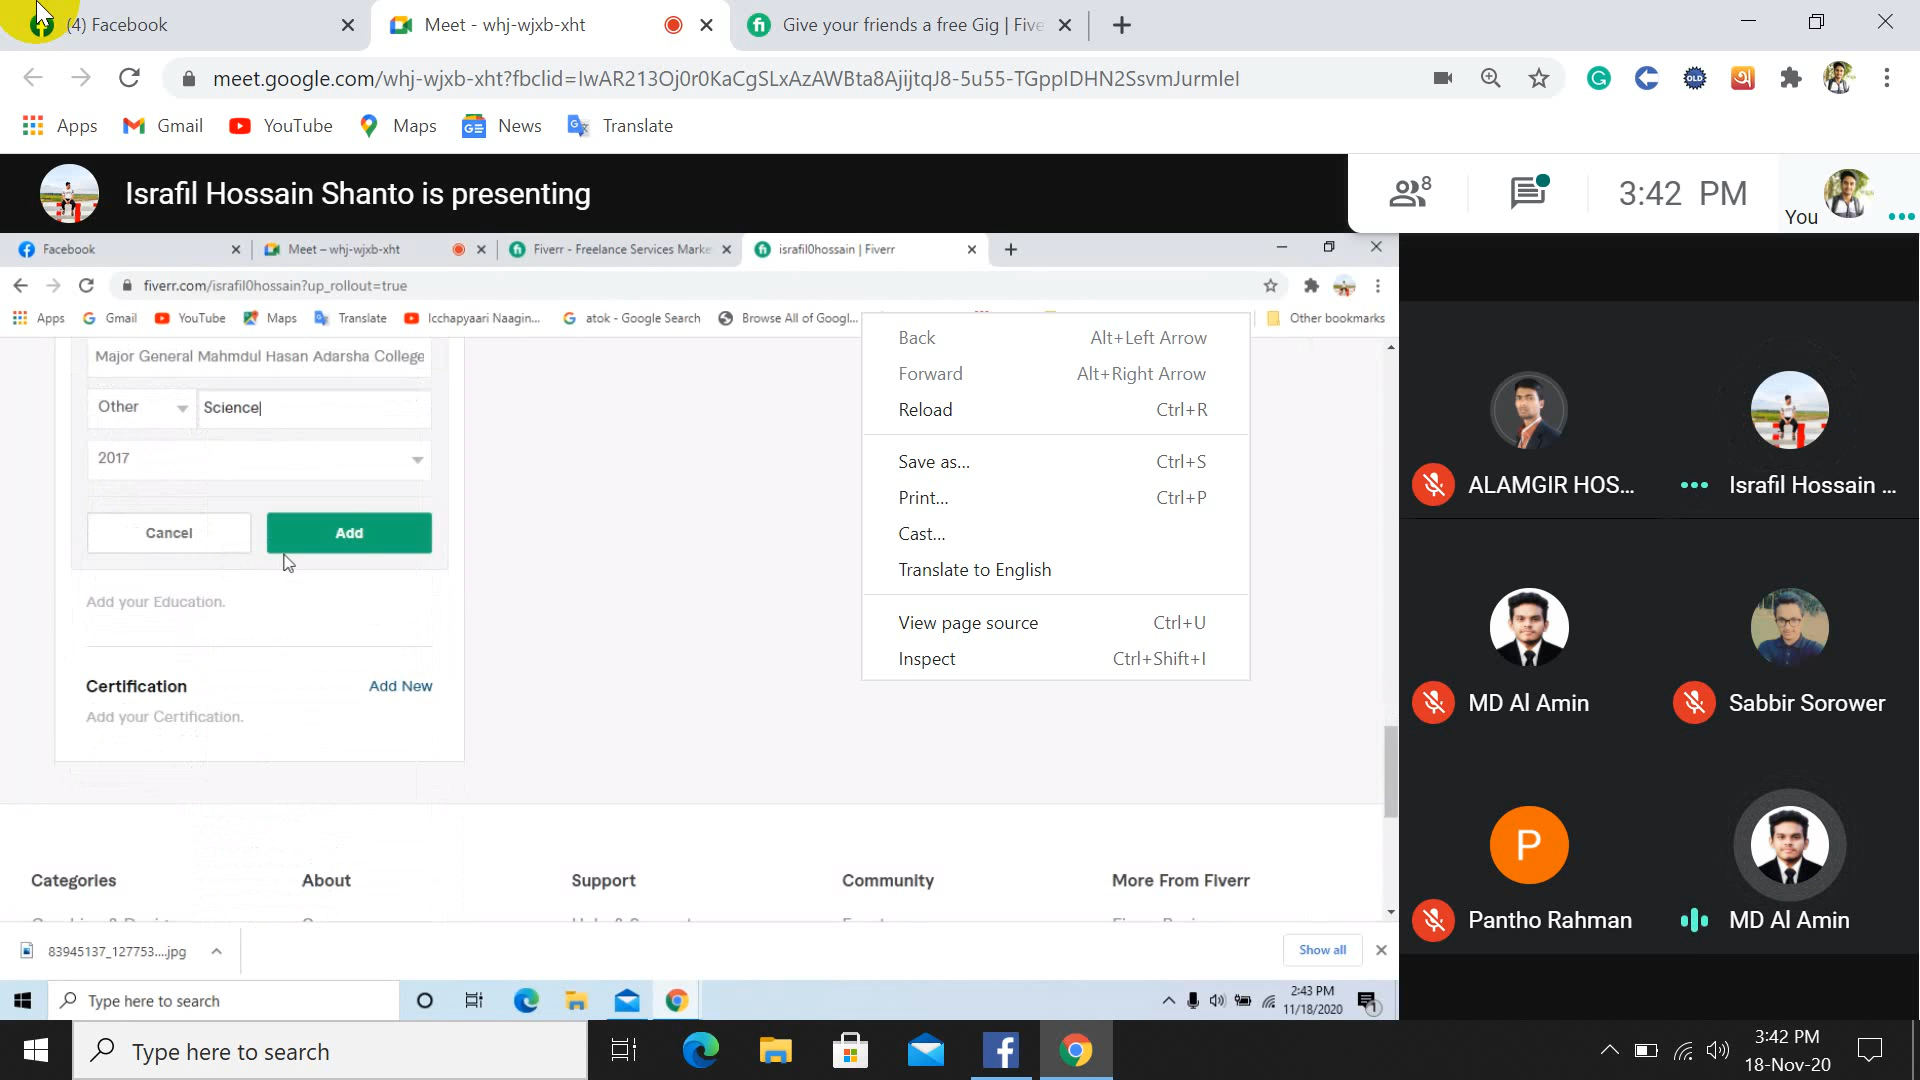 (4) Facebook
Meet - whj-wjxb-xht
Give your friends a free Gig | Five
meet.google.com/whj-wjxb-xht?fbclid=IwAR213Oj0r0KaCgSLxAzAWBta8AjijtqJ8-5u55-TGppIDHN2SsvmJurmleI
OLD
Apps
Gmail
YouTube
Maps
News
Translate
Israfil Hossain Shanto is presenting
8
3:42 PM
You
Facebook
Meet – whj-wjxb-xht
Fiverr - Freelance Services Marke
israfil0hossain | Fiverr
fiverr.com/israfil0hossain?up_rollout=true
Apps
Gmail
YouTube
Maps
Translate
Icchapyaari Naagin...
atok - Google Search
Browse All of Googl...
Other bookmarks
Major General Mahmdul Hasan Adarsha College
Other
Science
2017
Cancel
Add
Add your Education.
Certification
Add New
Add your Certification.
Back Alt+Left Arrow
Forward Alt+Right Arrow
Reload Ctrl+R
Save as... Ctrl+S
Print... Ctrl+P
Cast...
Translate to English
View page source Ctrl+U
Inspect Ctrl+Shift+I
Categories
About
Support
Community
More From Fiverr
83945137_127753....jpg
Show all
Type here to search
2:43 PM
11/18/2020
1
ALAMGIR HOS...
Israfil Hossain ...
MD Al Amin
Sabbir Sorower
P
Pantho Rahman
MD Al Amin
Type here to search
3:42 PM
18-Nov-20